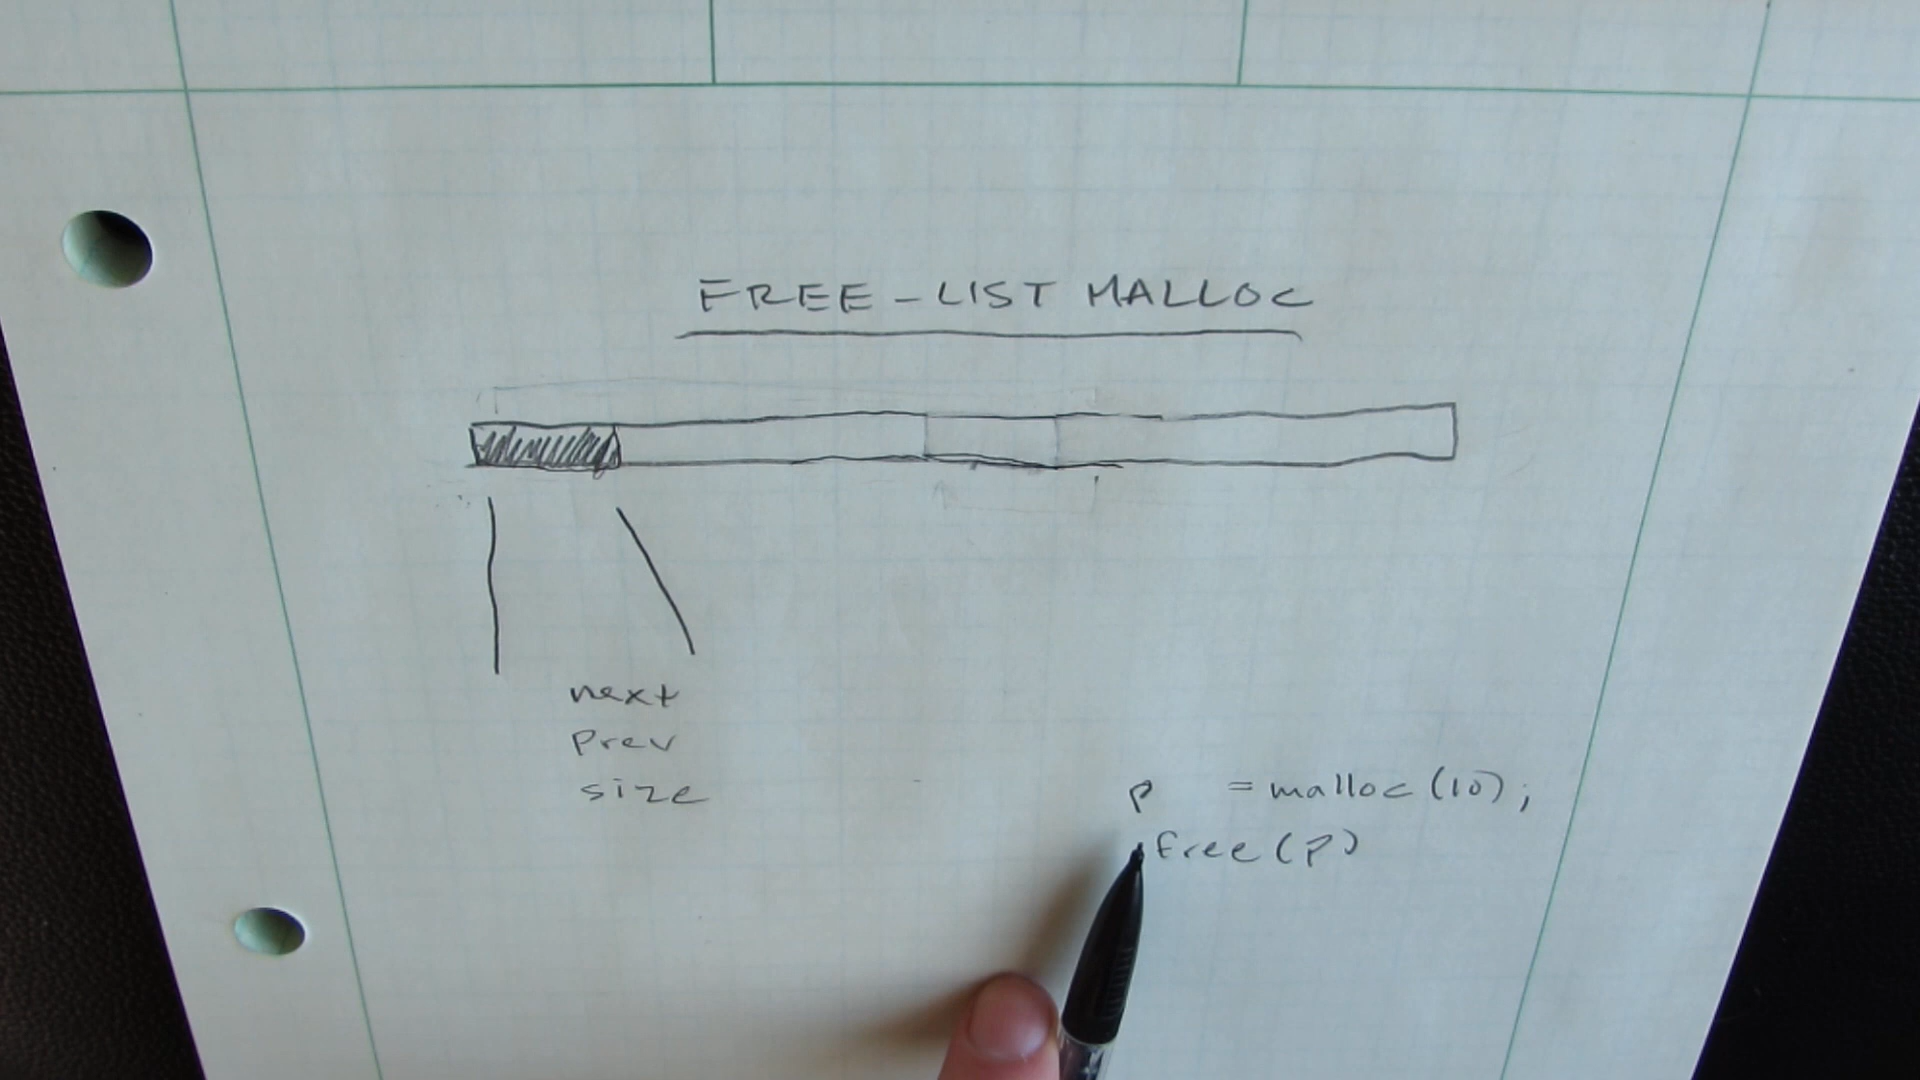 FREE-LIST MALLOC
next
prev
size
p = malloc(10);
free(p)